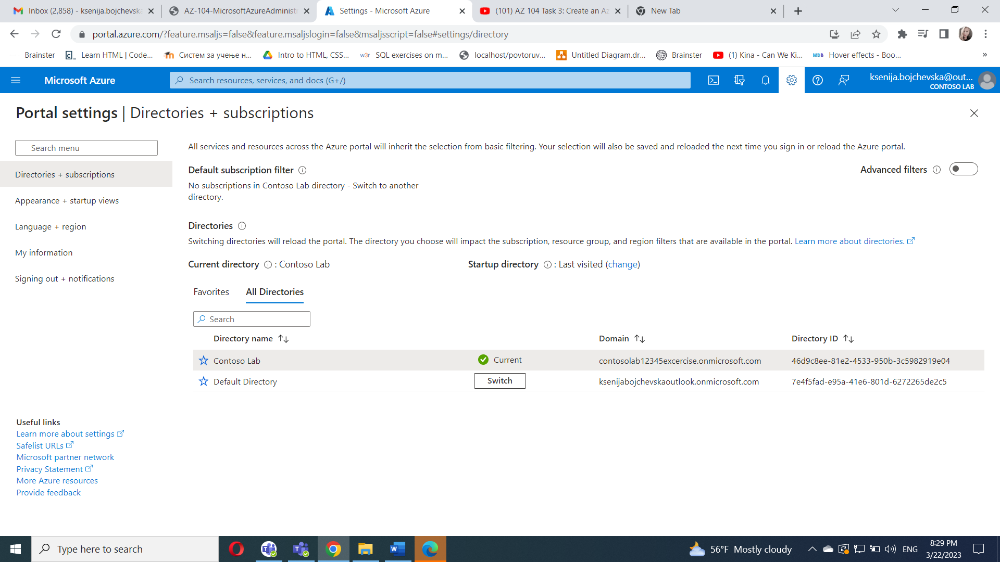 Inbox (2,858) - ksenija.bojchevska
AZ-104-MicrosoftAzureAdministr
Settings - Microsoft Azure
(101) AZ 104 Task 3: Create an Az
New Tab
portal.azure.com/?feature.msaljs=false&feature.msaljslogin=false&msaljsscript=false#settings/directory
Brainster
Learn HTML | Code...
Систем за учење н...
Intro to HTML, CSS...
w3r SQL exercises on m...
localhost/povtoruv...
Untitled Diagram.dr...
Brainster
(1) Kina - Can We Ki...
MDB Hover effects - Boo...
»
Microsoft Azure
Search resources, services, and docs (G+/)
ksenija.bojchevska@out...
CONTOSO LAB
Portal settings | Directories + subscriptions
Search menu
Directories + subscriptions
Appearance + startup views
Language + region
My information
Signing out + notifications
All services and resources across the Azure portal will inherit the selection from basic filtering. Your selection will also be saved and reloaded the next time you sign in or reload the Azure portal.
Default subscription filter
Advanced filters
No subscriptions in Contoso Lab directory - Switch to another
directory.
Directories
Switching directories will reload the portal. The directory you choose will impact the subscription, resource group, and region filters that are available in the portal. Learn more about directories.
Current directory : Contoso Lab
Startup directory : Last visited (change)
Favorites
All Directories
Search
Directory name
Domain
Directory ID
Contoso Lab
Current
contosolab12345excercise.onmicrosoft.com
46d9c8ee-81e2-4533-950b-3c5982919e04
Default Directory
Switch
ksenijabojchevskaoutlook.onmicrosoft.com
7e4f5fad-e95a-41e6-801d-6272265de2c5
Useful links
Learn more about settings
Safelist URLs
Microsoft partner network
Privacy Statement
More Azure resources
Provide feedback
Type here to search
56°F Mostly cloudy
ENG
8:29 PM
3/22/2023